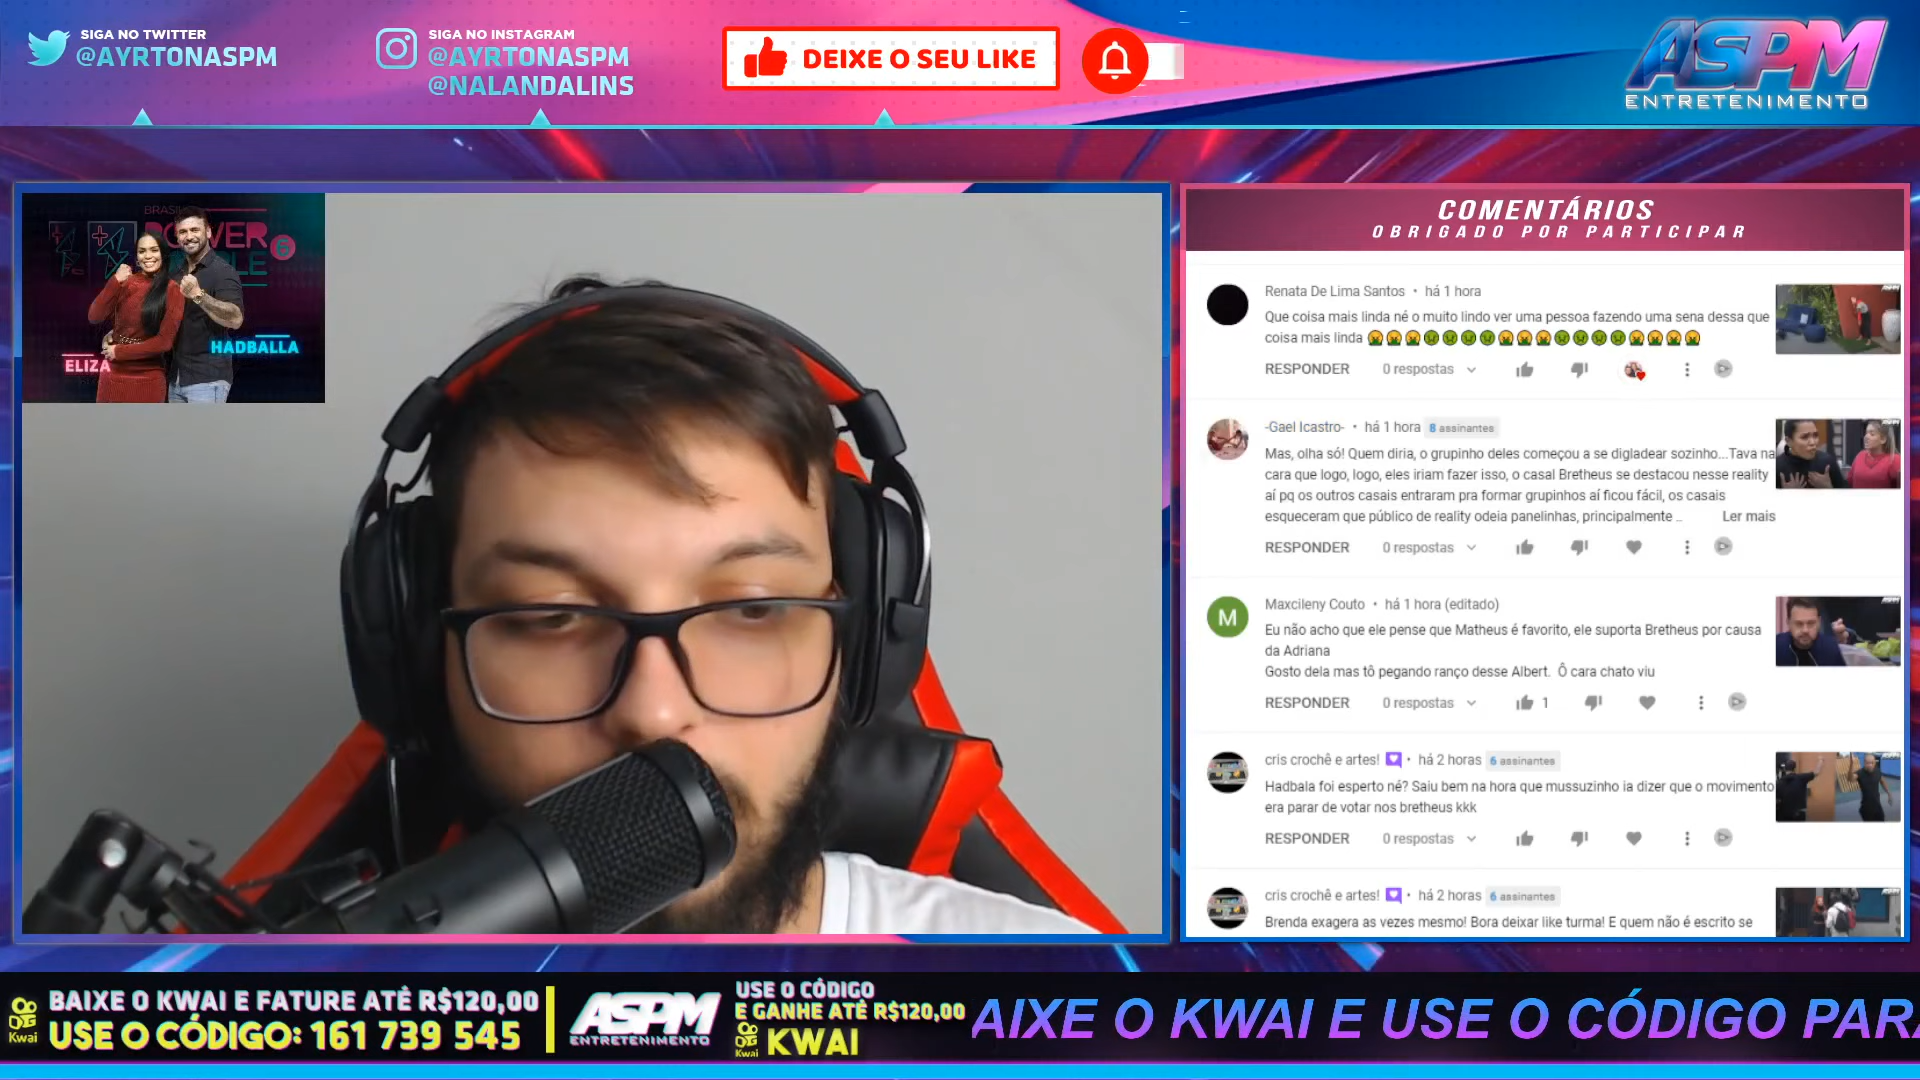 SIGA NO TWITTER
@AYRTONASPM
SIGA NO INSTAGRAM
@AYRTONASPM
@NALANDALINS
DEIXE O SEU LIKE
ASPM
ENTRETENIMENTO
BRASIL
POWER
ELIZA
HADBALLA
COMENTÁRIOS
OBRIGADO POR PARTICIPAR
Renata De Lima Santos • há 1 hora
Que coisa mais linda né o muito lindo ver uma pessoa fazendo uma sena dessa que
coisa mais linda
RESPONDER 0 respostas
-Gael Icastro- • há 1 hora 8 assinantes
Mas, olha só! Quem diria, o grupinho deles começou a se digladear sozinho...Tava na
cara que logo, logo, eles iriam fazer isso, o casal Bretheus se destacou nesse reality
aí pq os outros casais entraram pra formar grupinhos aí ficou fácil, os casais
esqueceram que público de reality odeia panelinhas, principalmente ... Ler mais
RESPONDER 0 respostas
M
Maxcileny Couto • há 1 hora (editado)
Eu não acho que ele pense que Matheus é favorito, ele suporta Bretheus por causa
da Adriana
Gosto dela mas tô pegando ranço desse Albert. Ô cara chato viu
RESPONDER 0 respostas 1
cris crochê e artes! • há 2 horas 6 assinantes
Hadbala foi esperto né? Saiu bem na hora que mussuzinho ia dizer que o movimento
era parar de votar nos bretheus kkk
RESPONDER 0 respostas
cris crochê e artes! • há 2 horas 6 assinantes
Brenda exagera as vezes mesmo! Bora deixar like turma! E quem não é escrito se
Kwai
BAIXE O KWAI E FATURE ATÉ R$120,00
USE O CÓDIGO: 161 739 545
ASPM
ENTRETENIMENTO
USE O CÓDIGO
E GANHE ATÉ R$120,00
Kwai
KWAI
AIXE O KWAI E USE O CÓDIGO PARA